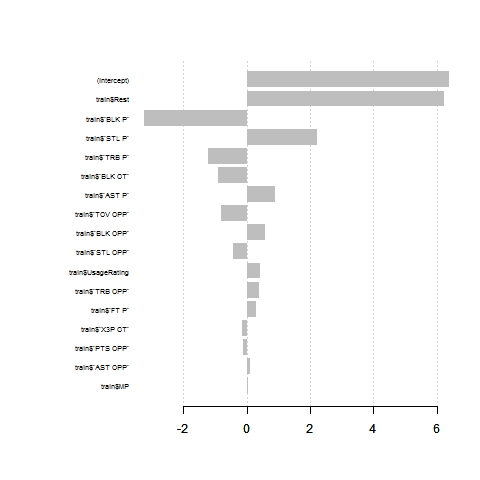 (Intercept)
train$Rest
train$`BLK P`
train$`STL P`
train$`TRB P`
train$`BLK OT`
train$`AST P`
train$`TOV OPP`
train$`BLK OPP`
train$`STL OPP`
train$UsageRating
train$`TRB OPP`
train$`FT P`
train$`X3P OT`
train$`PTS OPP`
train$`AST OPP`
train$MP
-2 0 2 4 6